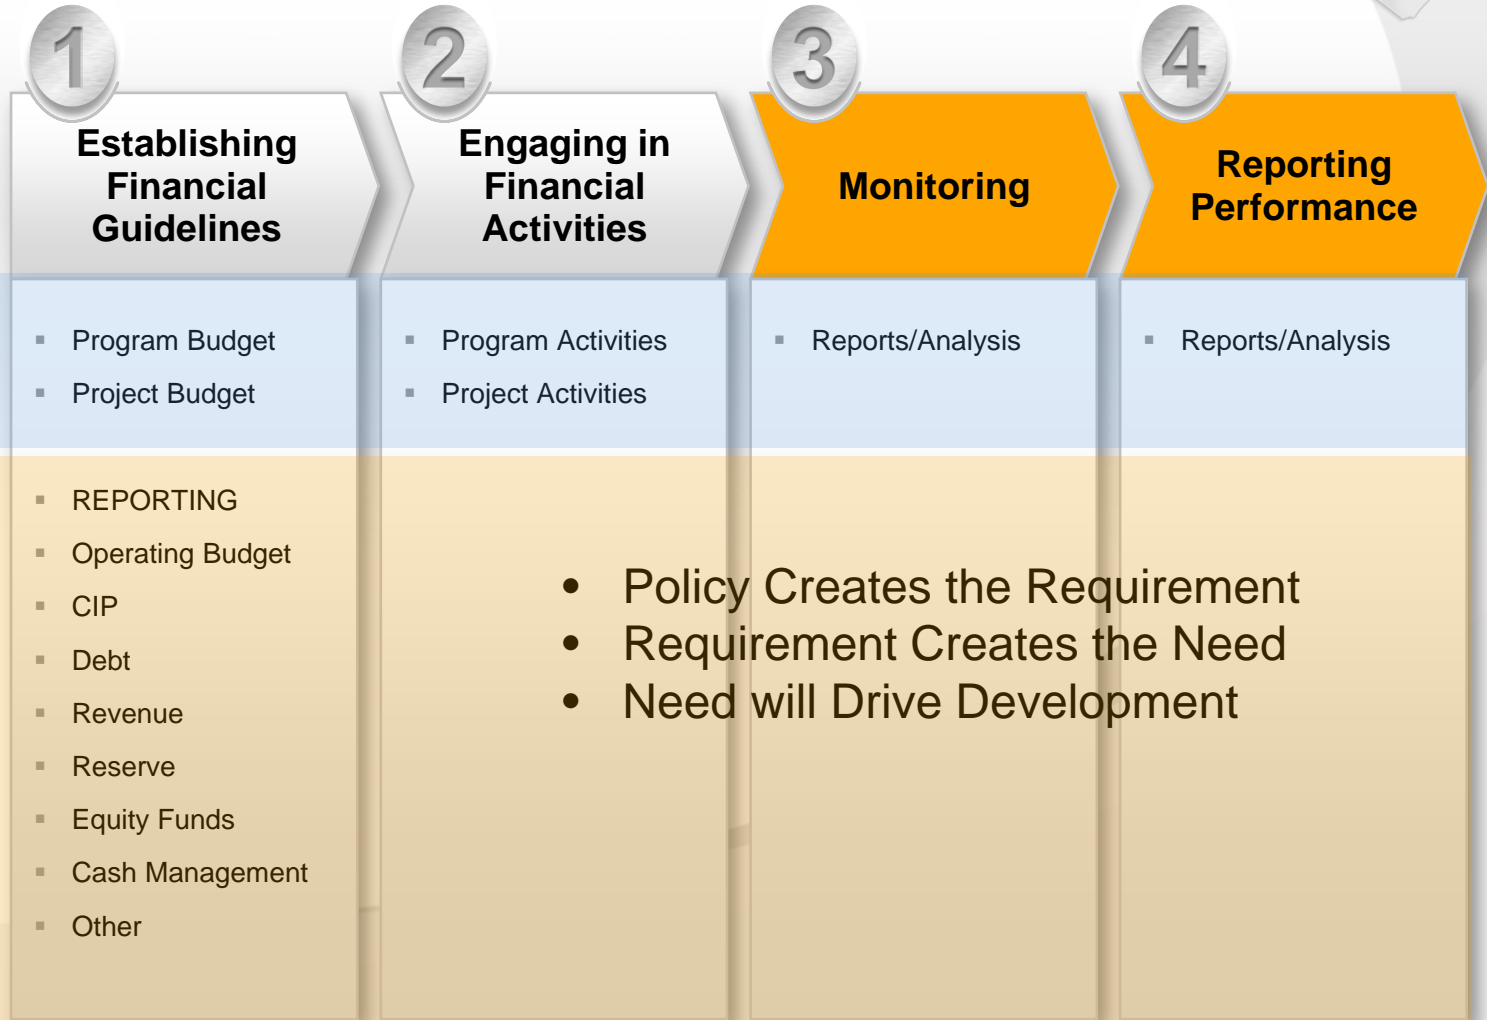 1
Establishing
Financial
Guidelines
2
Engaging in
Financial
Activities
3
Monitoring
4
Reporting
Performance
▪ Program Budget
▪ Project Budget
▪ Program Activities
▪ Project Activities
▪ Reports/Analysis
▪ Reports/Analysis
▪ REPORTING
▪ Operating Budget
▪ CIP
▪ Debt
▪ Revenue
▪ Reserve
▪ Equity Funds
▪ Cash Management
▪ Other
• Policy Creates the Requirement
• Requirement Creates the Need
• Need will Drive Development